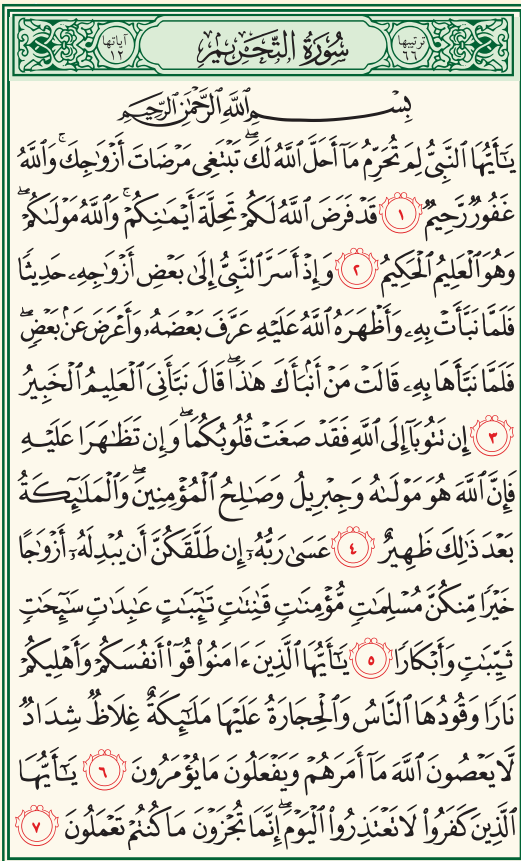 ترتيبها ٦٦ سُورَةُ التَّحْرِيمِ آياتها ١٢
بِسْمِ اللَّهِ الرَّحْمَٰنِ الرَّحِيمِ
يَٰٓأَيُّهَا ٱلنَّبِيُّ لِمَ تُحَرِّمُ مَآ أَحَلَّ ٱللَّهُ لَكَۖ تَبْتَغِي مَرْضَاتَ أَزْوَٰجِكَۚ وَٱللَّهُ
غَفُورٌ رَّحِيمٌ ١ قَدْ فَرَضَ ٱللَّهُ لَكُمْ تَحِلَّةَ أَيْمَٰنِكُمْۚ وَٱللَّهُ مَوْلَىٰكُمْۖ
وَهُوَ ٱلْعَلِيمُ ٱلْحَكِيمُ ٢ وَإِذْ أَسَرَّ ٱلنَّبِيُّ إِلَىٰ بَعْضِ أَزْوَٰجِهِۦ حَدِيثًا
فَلَمَّا نَبَّأَتْ بِهِۦ وَأَظْهَرَهُ ٱللَّهُ عَلَيْهِ عَرَّفَ بَعْضَهُۥ وَأَعْرَضَ عَنۢ بَعْضٍۖ
فَلَمَّا نَبَّأَهَا بِهِۦ قَالَتْ مَنْ أَنۢبَأَكَ هَٰذَاۖ قَالَ نَبَّأَنِيَ ٱلْعَلِيمُ ٱلْخَبِيرُ
٣ إِن تَتُوبَآ إِلَى ٱللَّهِ فَقَدْ صَغَتْ قُلُوبُكُمَاۖ وَإِن تَظَٰهَرَا عَلَيْهِ
فَإِنَّ ٱللَّهَ هُوَ مَوْلَىٰهُ وَجِبْرِيلُ وَصَٰلِحُ ٱلْمُؤْمِنِينَۖ وَٱلْمَلَٰٓئِكَةُ
بَعْدَ ذَٰلِكَ ظَهِيرٌ ٤ عَسَىٰ رَبُّهُۥٓ إِن طَلَّقَكُنَّ أَن يُبْدِلَهُۥٓ أَزْوَٰجًا
خَيْرًا مِّنكُنَّ مُسْلِمَٰتٍ مُّؤْمِنَٰتٍ قَٰنِتَٰتٍ تَٰٓئِبَٰتٍ عَٰبِدَٰتٍ سَٰٓئِحَٰتٍ
ثَيِّبَٰتٍ وَأَبْكَارًا ٥ يَٰٓأَيُّهَا ٱلَّذِينَ ءَامَنُوا۟ قُوٓا۟ أَنفُسَكُمْ وَأَهْلِيكُمْ
نَارًا وَقُودُهَا ٱلنَّاسُ وَٱلْحِجَارَةُ عَلَيْهَا مَلَٰٓئِكَةٌ غِلَاظٌ شِدَادٌ
لَّا يَعْصُونَ ٱللَّهَ مَآ أَمَرَهُمْ وَيَفْعَلُونَ مَا يُؤْمَرُونَ ٦ يَٰٓأَيُّهَا
ٱلَّذِينَ كَفَرُوا۟ لَا تَعْتَذِرُوا۟ ٱلْيَوْمَۖ إِنَّمَا تُجْزَوْنَ مَا كُنتُمْ تَعْمَلُونَ ٧